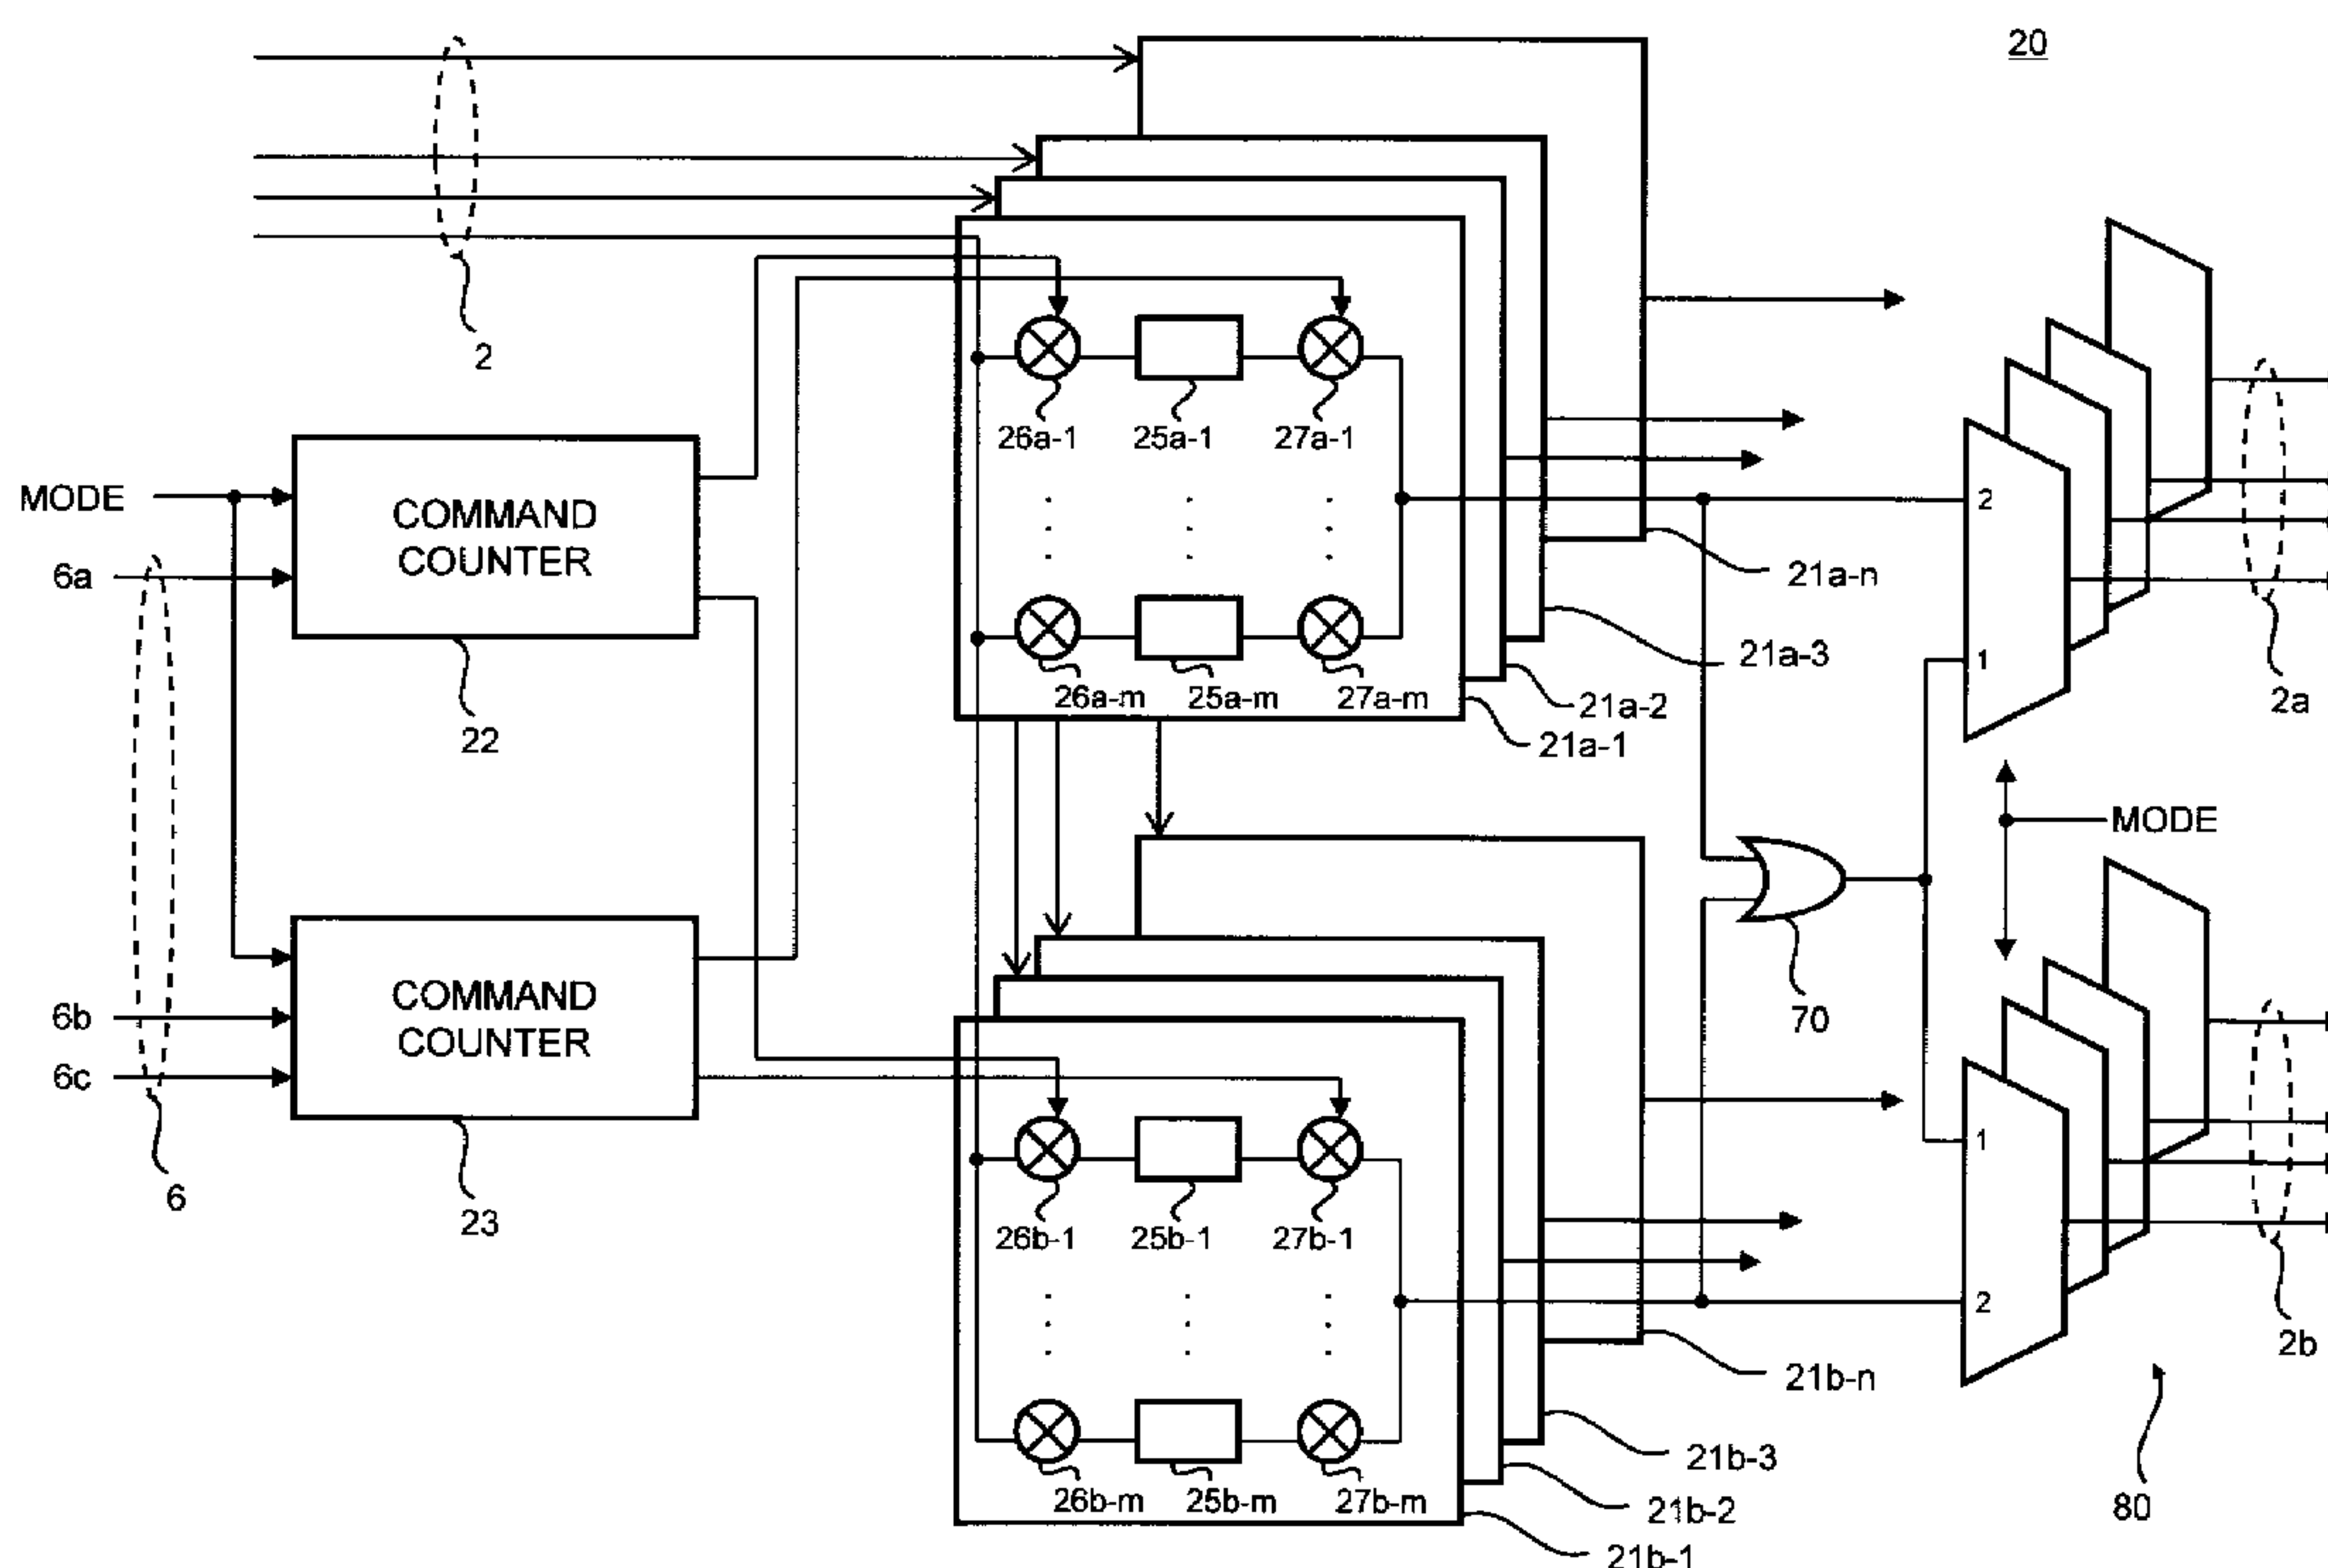 20
2
MODE
6a
COMMAND
COUNTER
22
6b
6c
COMMAND
COUNTER
23
6
26a-1
25a-1
27a-1
26a-m
25a-m
27a-m
21a-n
21a-3
21a-2
21a-1
2
1
2a
MODE
70
26b-1
25b-1
27b-1
26b-m
25b-m
27b-m
21b-n
21b-3
21b-2
21b-1
1
2
2b
80